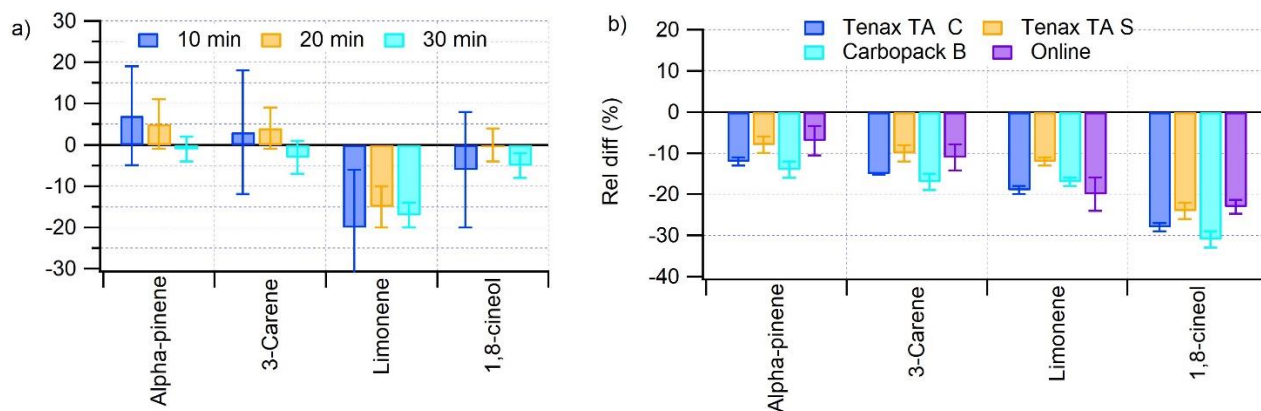 a)
30
20
10
0
-10
-20
-30
10 min 20 min 30 min
Alpha-pinene
3-Carene
Limonene
1,8-cineol
b)
Tenax TA C Tenax TA S
Carbopack B Online
Rel diff (%)
20
10
0
-10
-20
-30
-40
Alpha-pinene
3-Carene
Limonene
1,8-cineol